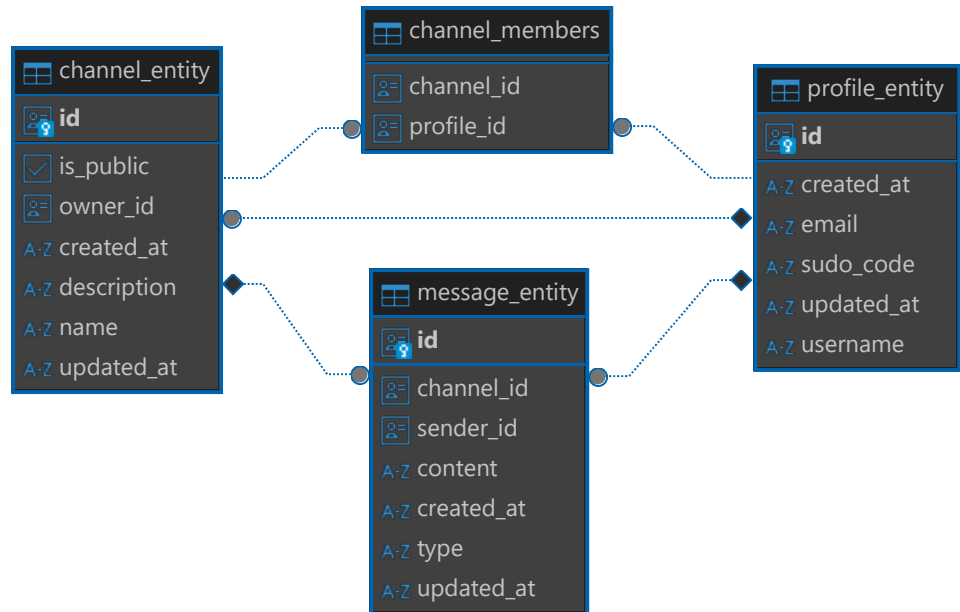 channel_members
channel_id
profile_id
channel_entity
id
is_public
owner_id
A-Z created_at
A-Z description
A-Z name
A-Z updated_at
profile_entity
id
A-Z created_at
A-Z email
A-Z sudo_code
A-Z updated_at
A-Z username
message_entity
id
channel_id
sender_id
A-Z content
A-Z created_at
A-Z type
A-Z updated_at